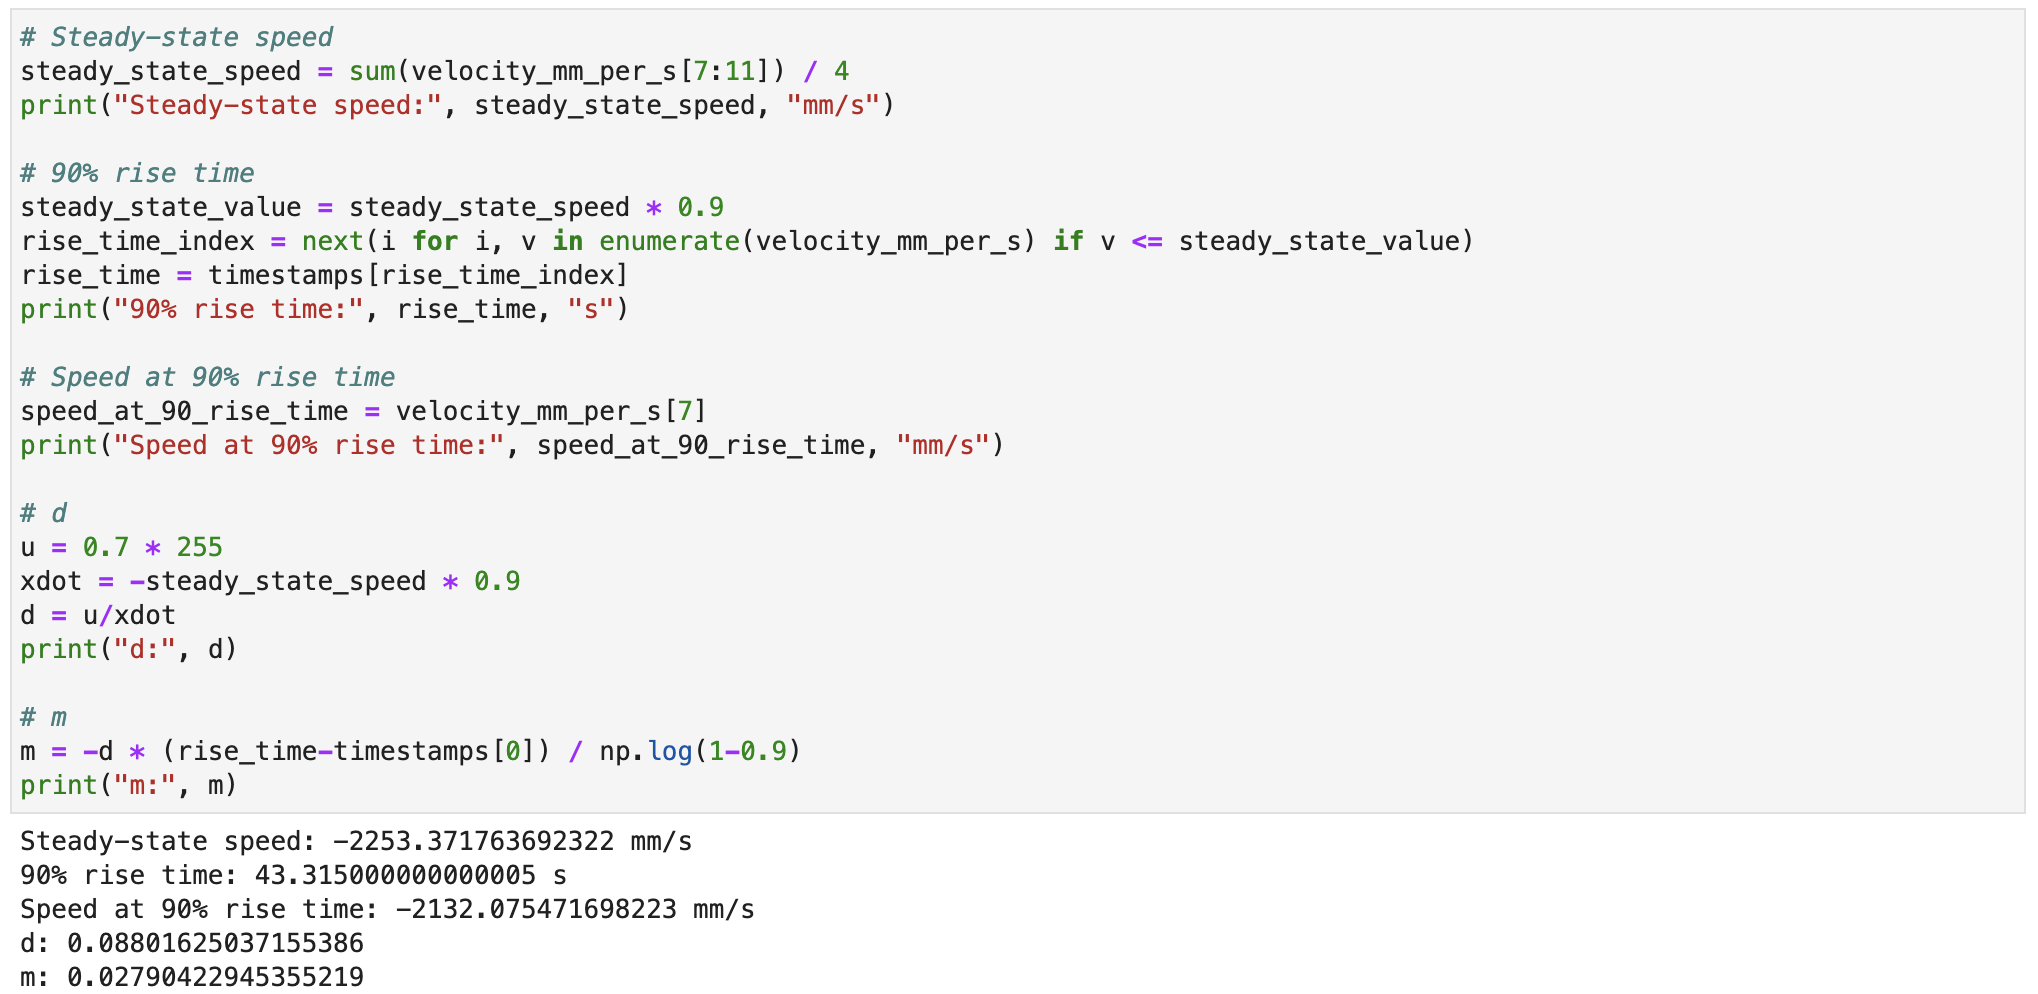 # Steady-state speed
steady_state_speed = sum(velocity_mm_per_s[7:11]) / 4
print("Steady-state speed:", steady_state_speed, "mm/s")
# 90% rise time
steady_state_value = steady_state_speed * 0.9
rise_time_index = next(i for i, v in enumerate(velocity_mm_per_s) if v <= steady_state_value)
rise_time = timestamps[rise_time_index]
print("90% rise time:", rise_time, "s")
# Speed at 90% rise time
speed_at_90_rise_time = velocity_mm_per_s[7]
print("Speed at 90% rise time:", speed_at_90_rise_time, "mm/s")
# d
u = 0.7 * 255
xdot = -steady_state_speed * 0.9
d = u/xdot
print("d:", d)
# m
m = -d * (rise_time-timestamps[0]) / np.log(1-0.9)
print("m:", m)
Steady-state speed: -2253.371763692322 mm/s
90% rise time: 43.315000000000005 s
Speed at 90% rise time: -2132.075471698223 mm/s
d: 0.08801625037155386
m: 0.02790422945355219